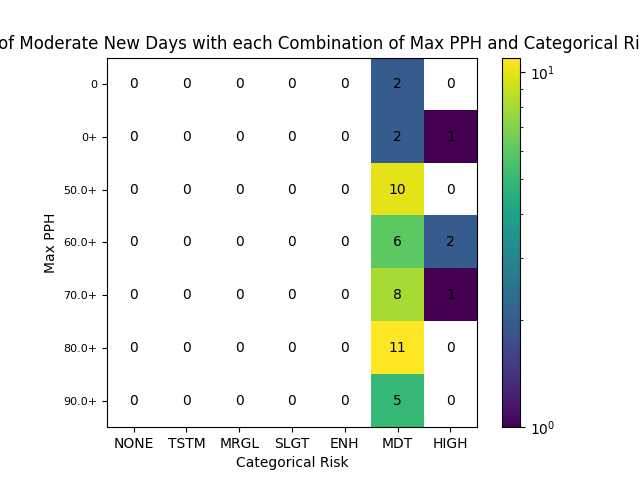 of Moderate New Days with each Combination of Max PPH and Categorical Ri
0 0 0 0 0 0 2 0
0+ 0 0 0 0 0 2 1
50.0+ 0 0 0 0 0 10 0
60.0+ 0 0 0 0 0 6 2
70.0+ 0 0 0 0 0 8 1
80.0+ 0 0 0 0 0 11 0
90.0+ 0 0 0 0 0 5 0
NONE TSTM MRGL SLGT ENH MDT HIGH
Categorical Risk
Max PPH
10¹
10⁰